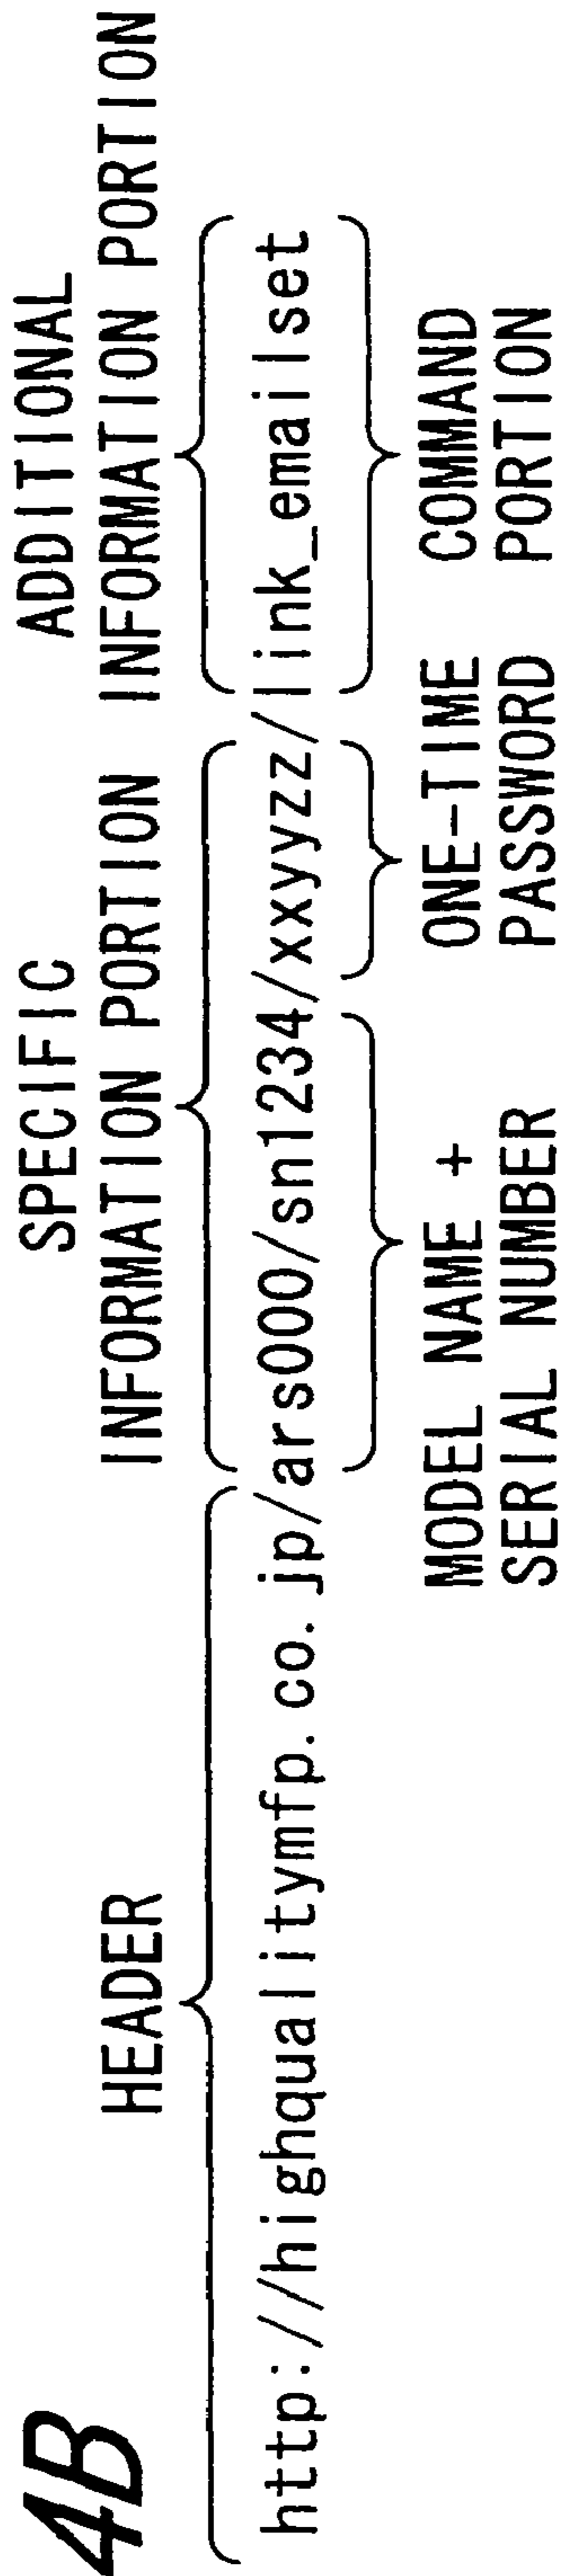 4B
HEADER
SPECIFIC
INFORMATION PORTION
ADDITIONAL
INFORMATION PORTION
http://highqualitymfp.co.jp/ars000/sn1234/xxyyzz/link_emailset
MODEL NAME +
SERIAL NUMBER
ONE-TIME
PASSWORD
COMMAND
PORTION